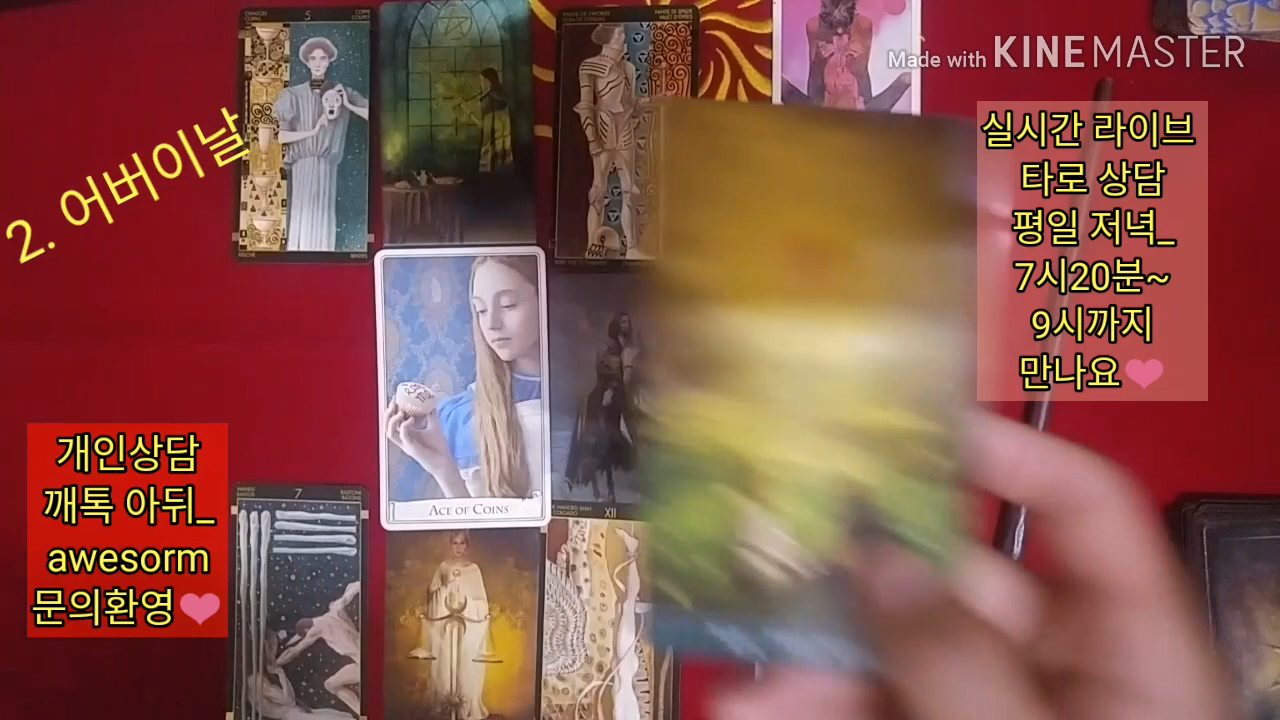 Made with KINEMASTER
2. 어버이날
실시간 라이브
타로 상담
평일 저녁_
7시20분~
9시까지
만나요
개인상담
깨톡 아뒤_
awesorm
문의환영
5
ACE OF COINS
7
XII